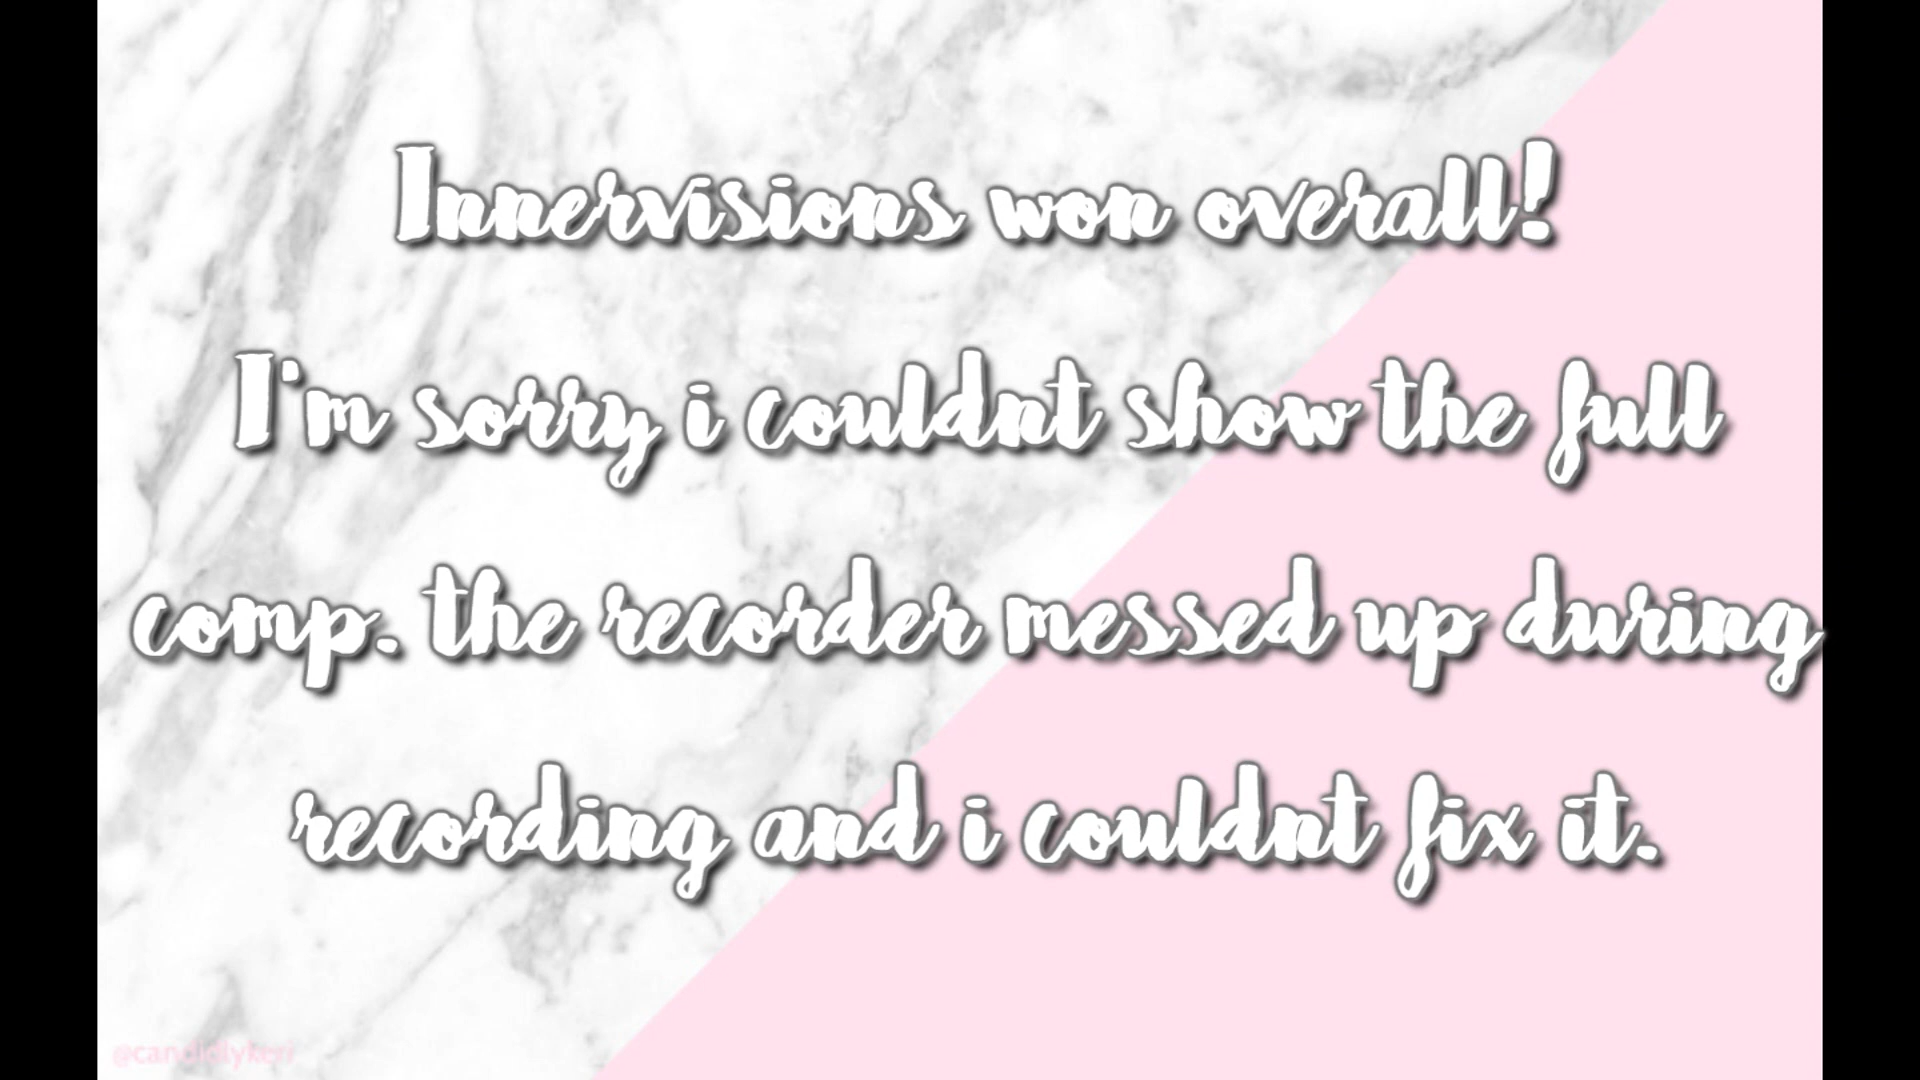 Innervisions won overall!
I'm sorry i couldnt show the full
comp. the recorder messed up during
recording and i couldnt fix it.
@candidlykeri